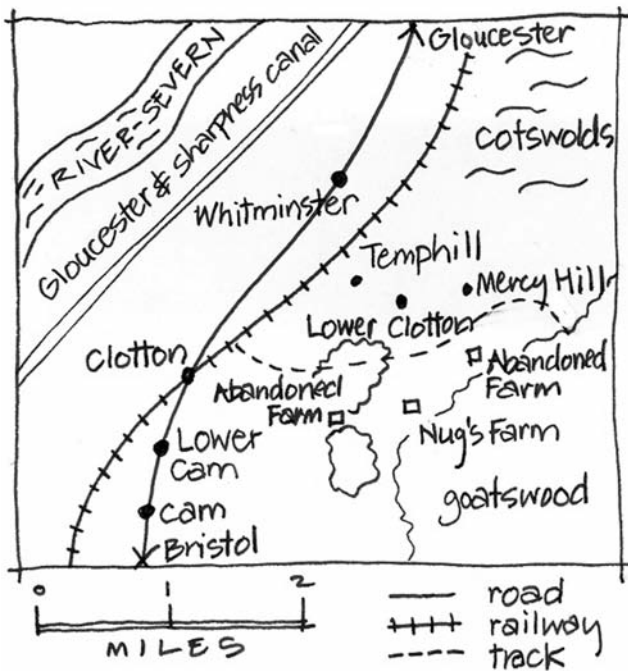 Gloucester
RIVER-SEVERN
Gloucester & sharpness canal
Cotswolds
Whitminster
Temphill
Mercy Hill
Lower Clotton
Clotton
Abandoned
Farm
Abandoned
Farm
Lower
Cam
Nug's Farm
Cam
goatswood
Bristol
0 1 2
MILES
road
railway
track